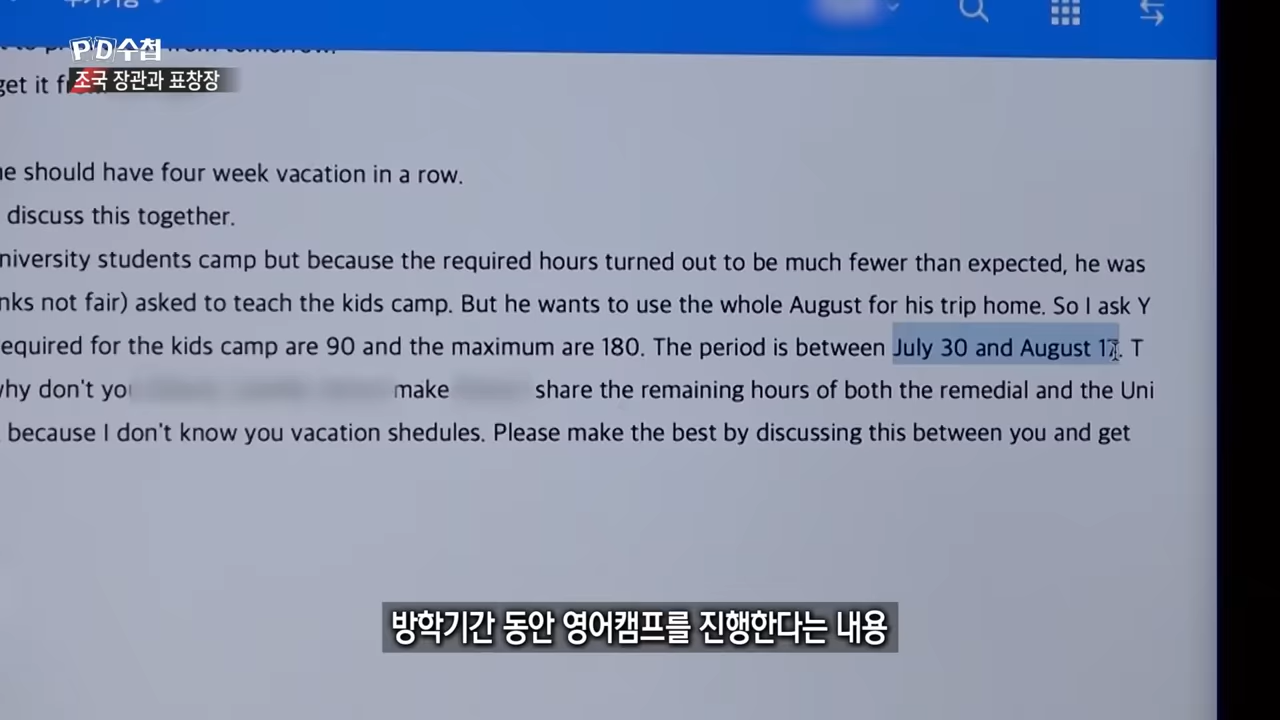 PD수첩
조국 장관과 표창장
get it
should have four week vacation in a row.
discuss this together.
students camp but because the required hours turned out to be much fewer than expected, he was
not fair) asked to teach the kids camp. But he wants to use the whole August for his trip home. So I ask Y
equired for the kids camp are 90 and the maximum are 180. The period is between July 30 and August 17. T
why don't you make share the remaining hours of both the remedial and the Uni
because I don't know you vacation shedules. Please make the best by discussing this between you and get
방학기간 동안 영어캠프를 진행한다는 내용